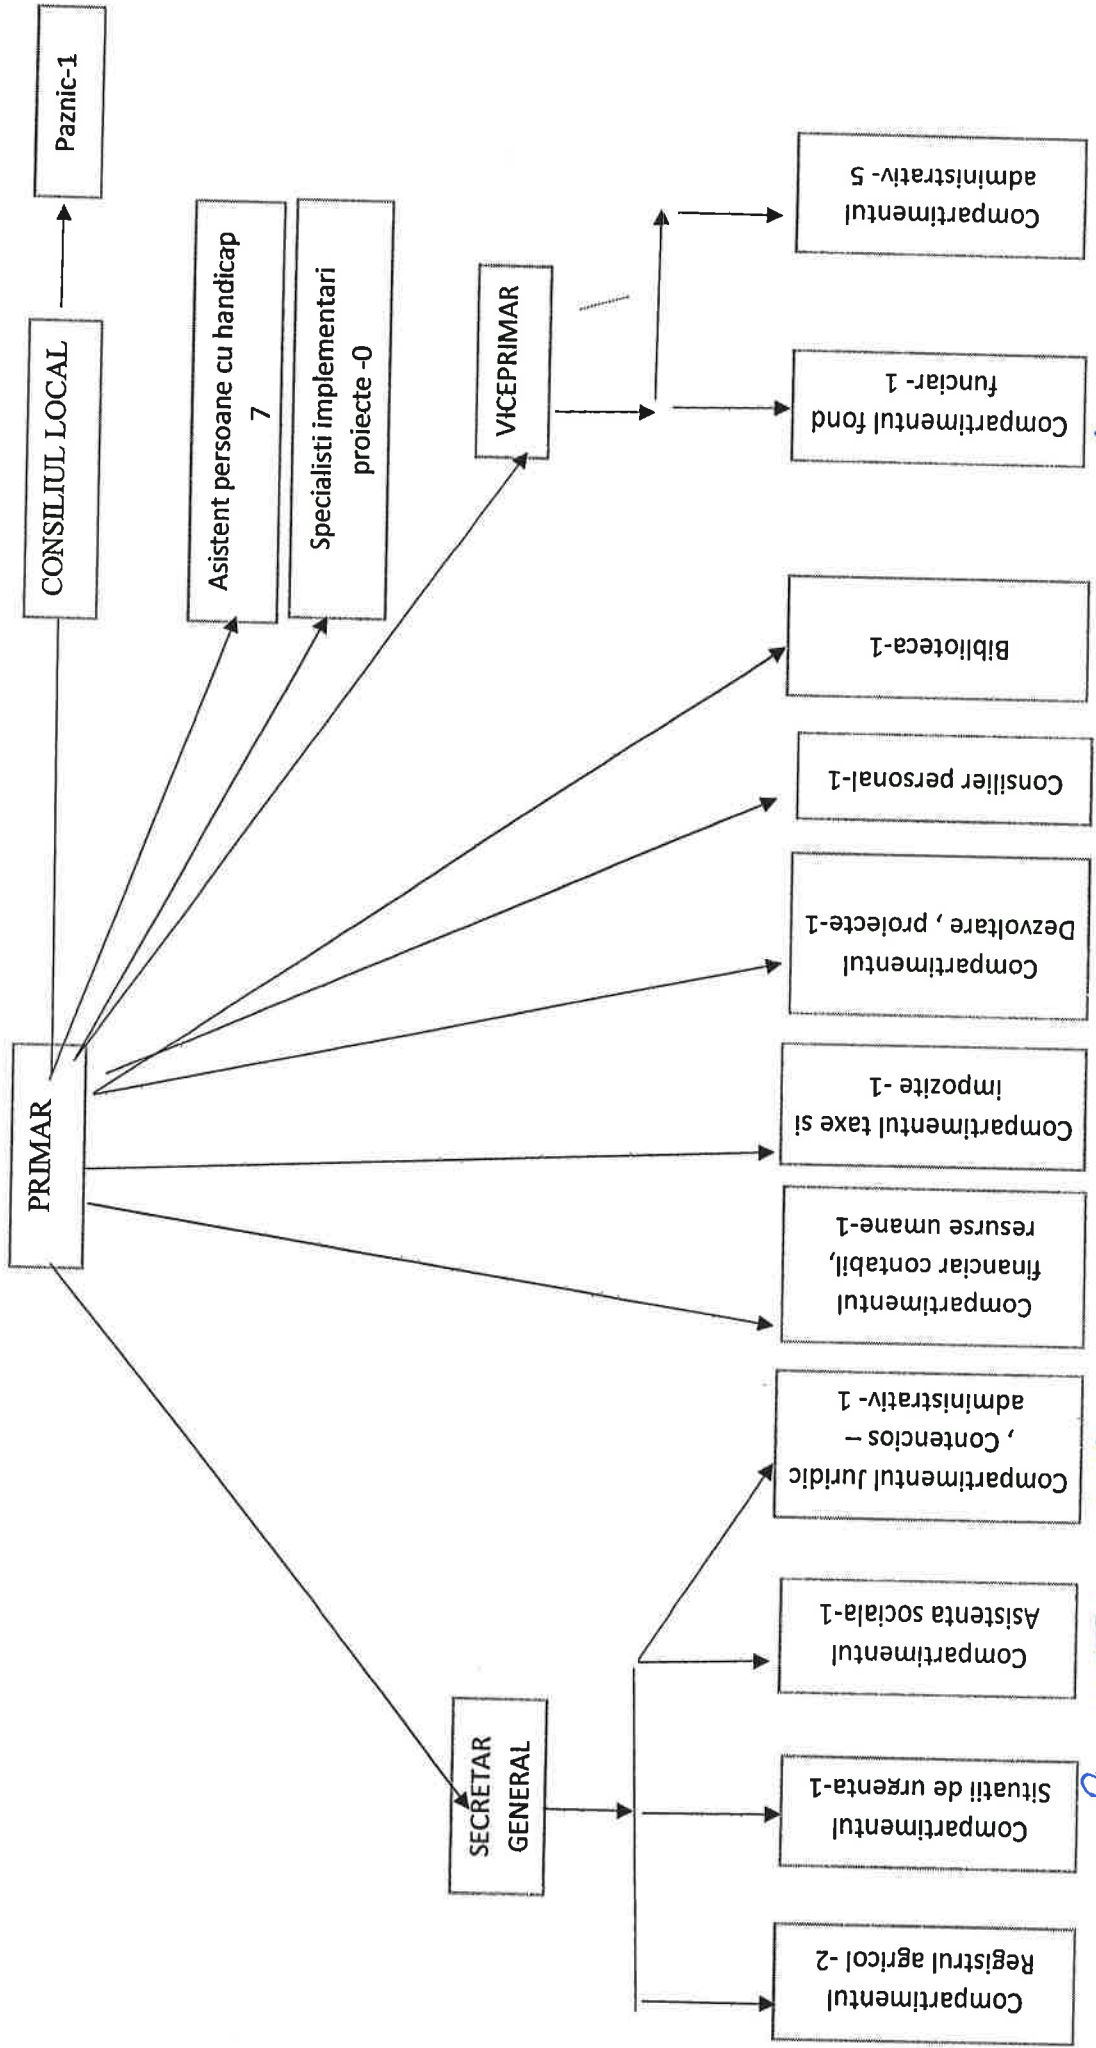 PRIMAR
CONSILIUL LOCAL
Paznic-1
Asistent persoane cu handicap
7
Specialisti implementari
proiecte -0
SECRETAR
GENERAL
VICEPRIMAR
Compartimentul
Registrul agricol -2
Compartimentul
Situatii de urgenta-1
Compartimentul
Asistenta sociala-1
Compartimentul Juridic
, Contencios –
administrativ- 1
Compartimentul
financiar contabil,
resurse umane-1
Compartimentul taxe si
impozite -1
Compartimentul
Dezvoltare , proiecte-1
Consilier personal-1
Biblioteca-1
Compartimentul fond
funciar- 1
Compartimentul
administrativ- 5